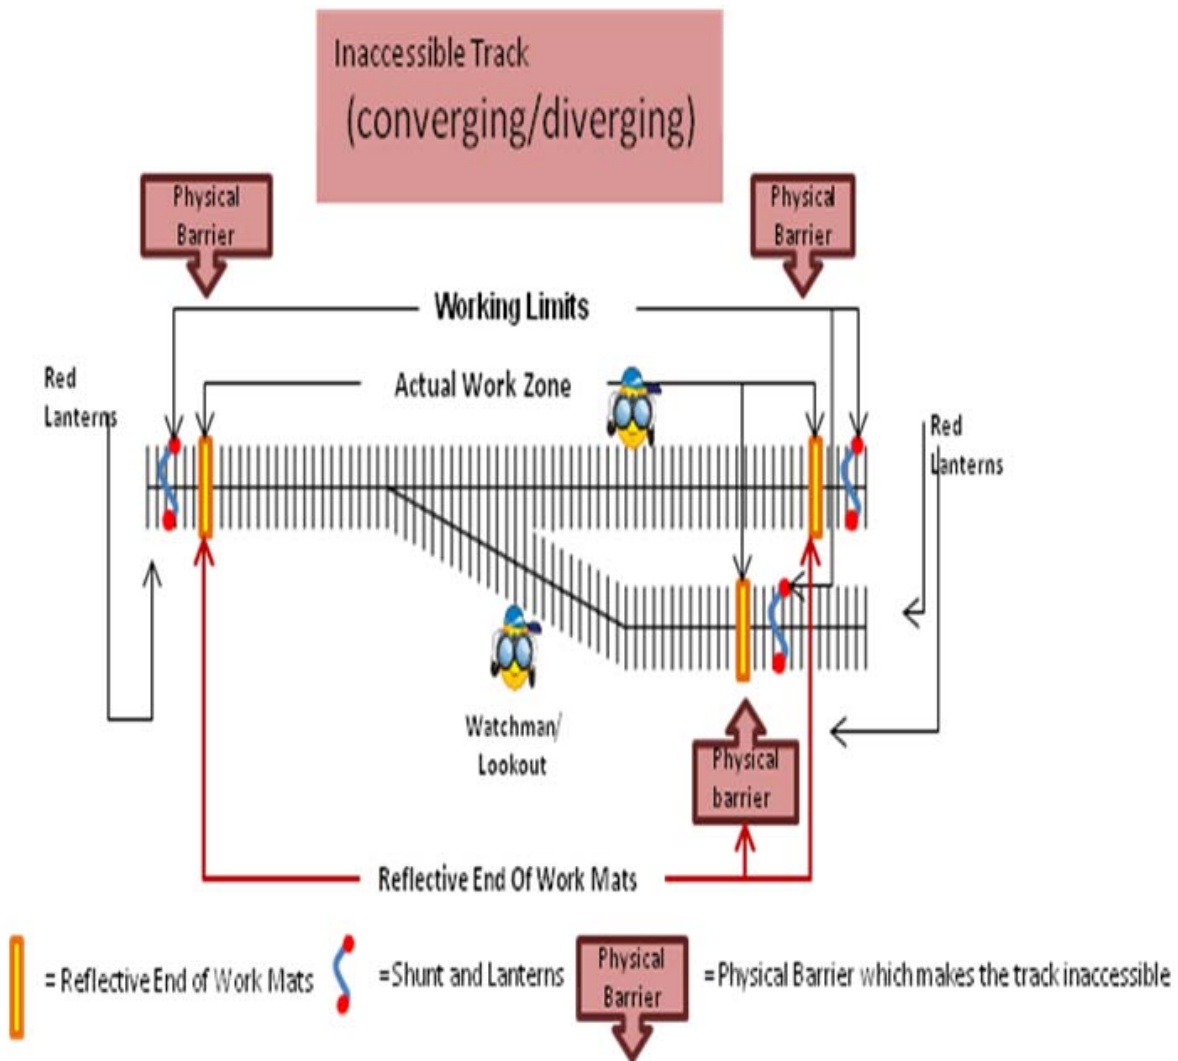 Inaccessible Track
(converging/diverging)
Physical
Barrier
Physical
Barrier
Working Limits
Red
Lanterns
Actual Work Zone
Red
Lanterns
Watchman/
Lookout
Physical
barrier
Reflective End Of Work Mats
= Reflective End of Work Mats
=Shunt and Lanterns
Physical
Barrier
=Physical Barrier which makes the track inaccessible